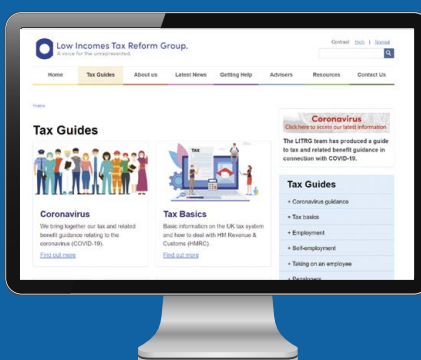 Contrast Help | Signout
Low Incomes Tax Reform Group.
A voice for the unrepresented.
Home Tax Guides About us Latest News Getting Help Advisers Resources Contact Us
Home
Tax Guides
TAX
Coronavirus
We bring together our tax and related
benefit guidance relating to the
coronavirus (COVID-19).
Find out more
Tax Basics
Basic information on the UK tax system
and how to deal with HM Revenue &
Customs (HMRC).
Find out more
Coronavirus
Click here to access our latest information
The LITRG team has produced a guide
to tax and related benefit guidance in
connection with COVID-19.
Tax Guides
+ Coronavirus guidance
+ Tax basics
+ Employment
+ Self-employment
+ Taking on an employee
+ Pensioners